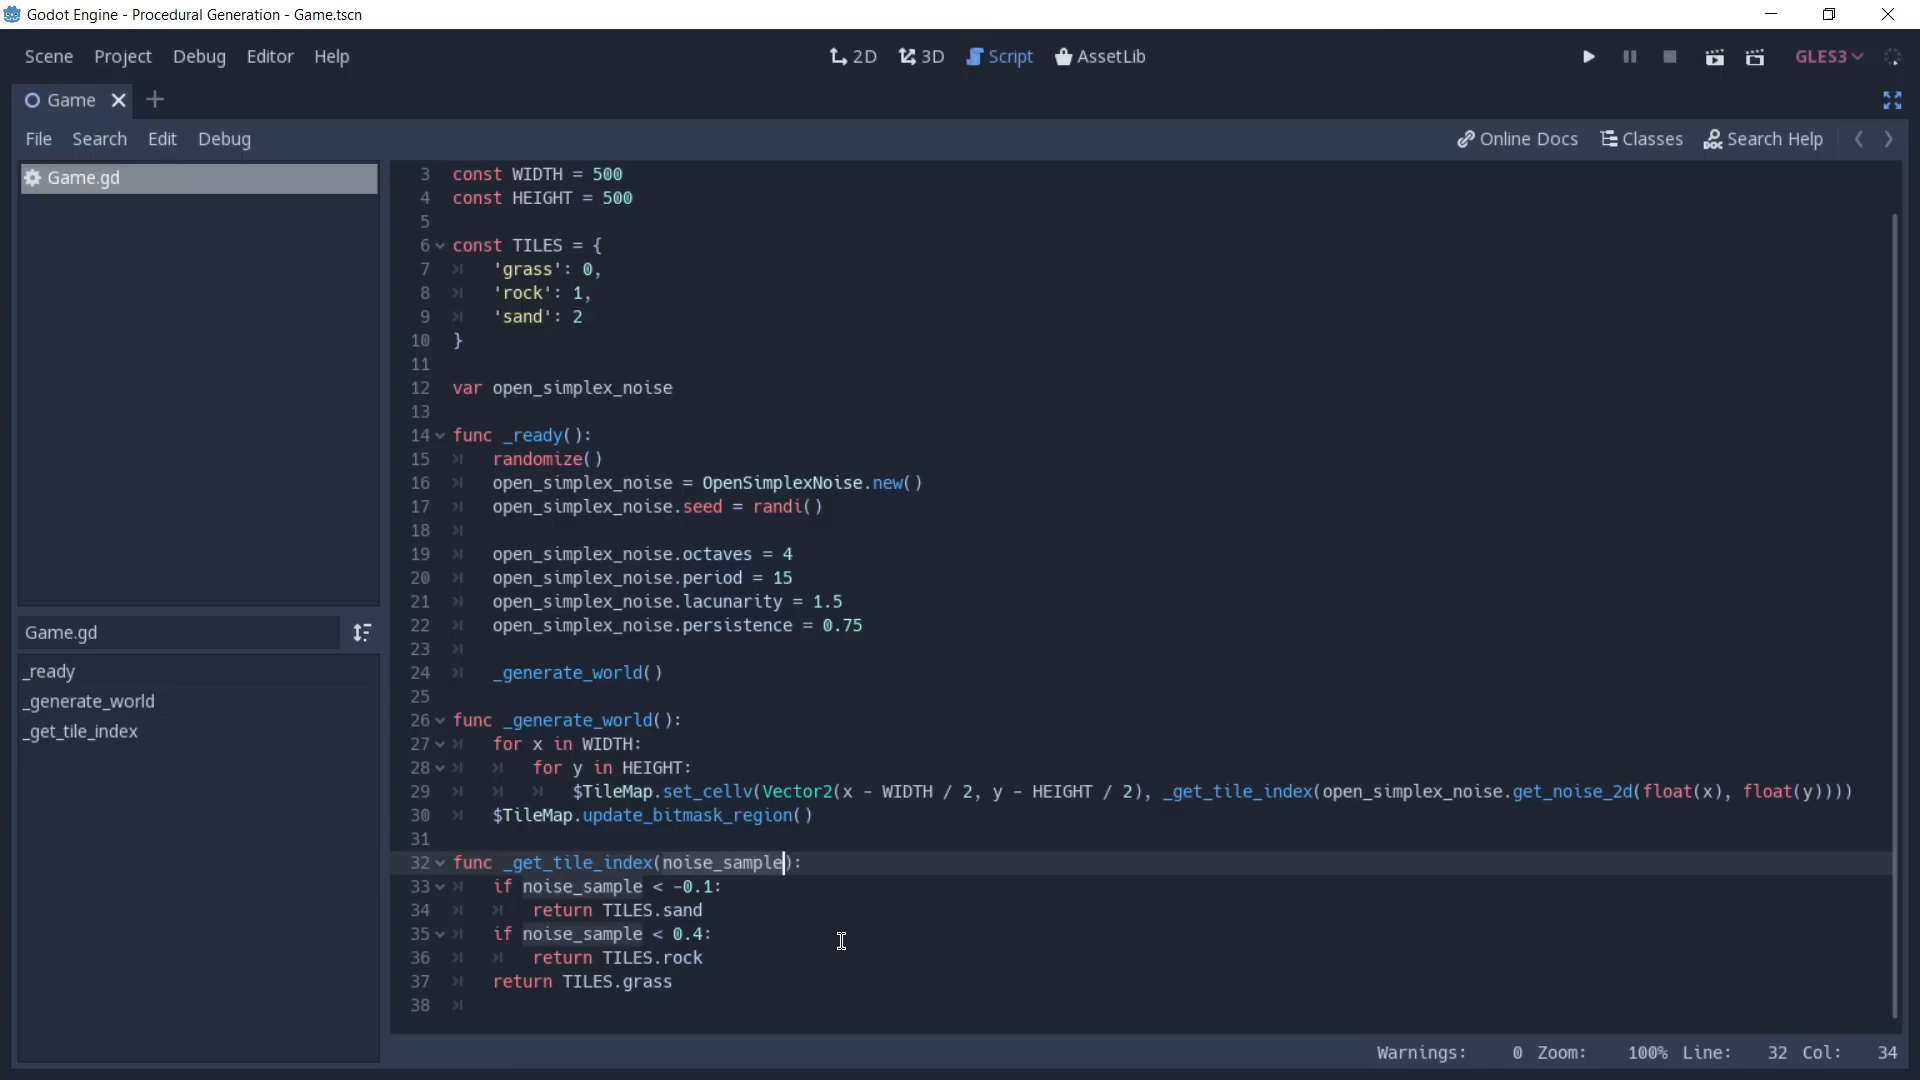 Godot Engine - Procedural Generation - Game.tscn
Scene Project Debug Editor Help 2D 3D Script AssetLib GLES3
Game
File Search Edit Debug Online Docs Classes Search Help
Game.gd
3 const WIDTH = 500
4 const HEIGHT = 500
5
6 const TILES = {
7 'grass': 0,
8 'rock': 1,
9 'sand': 2
10 }
11
12 var open_simplex_noise
13
14 func _ready():
15 randomize()
16 open_simplex_noise = OpenSimplexNoise.new()
17 open_simplex_noise.seed = randi()
18
19 open_simplex_noise.octaves = 4
20 open_simplex_noise.period = 15
21 open_simplex_noise.lacunarity = 1.5
22 open_simplex_noise.persistence = 0.75
23
24 _generate_world()
25
26 func _generate_world():
27 for x in WIDTH:
28 for y in HEIGHT:
29 $TileMap.set_cellv(Vector2(x - WIDTH / 2, y - HEIGHT / 2), _get_tile_index(open_simplex_noise.get_noise_2d(float(x), float(y))))
30 $TileMap.update_bitmask_region()
31
32 func _get_tile_index(noise_sample):
33 if noise_sample < -0.1:
34 return TILES.sand
35 if noise_sample < 0.4:
36 return TILES.rock
37 return TILES.grass
38
Game.gd
_ready
_generate_world
_get_tile_index
Warnings: 0 Zoom: 100% Line: 32 Col: 34